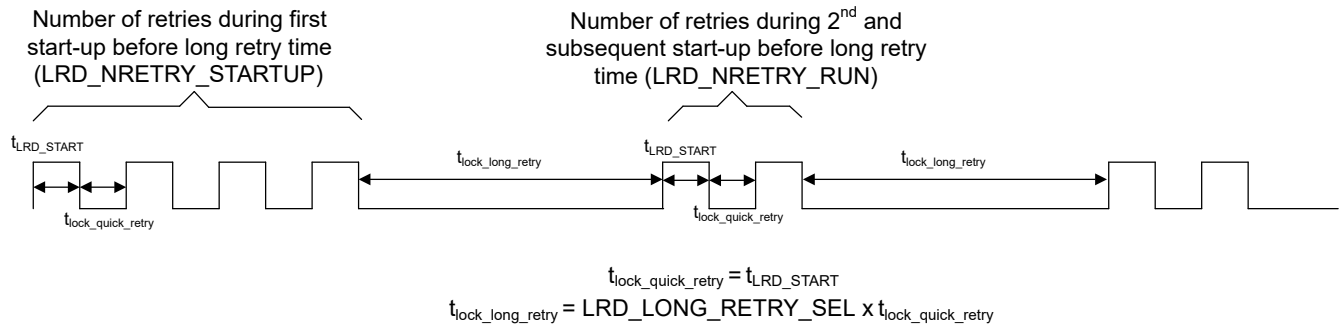 Number of retries during first
start-up before long retry time
(LRD_NRETRY_STARTUP)
Number of retries during 2nd and
subsequent start-up before long retry
time (LRD_NRETRY_RUN)
tLRD_START
tlock_quick_retry
tlock_long_retry
tLRD_START
tlock_quick_retry
tlock_long_retry
tlock_quick_retry = tLRD_START
tlock_long_retry = LRD_LONG_RETRY_SEL x tlock_quick_retry